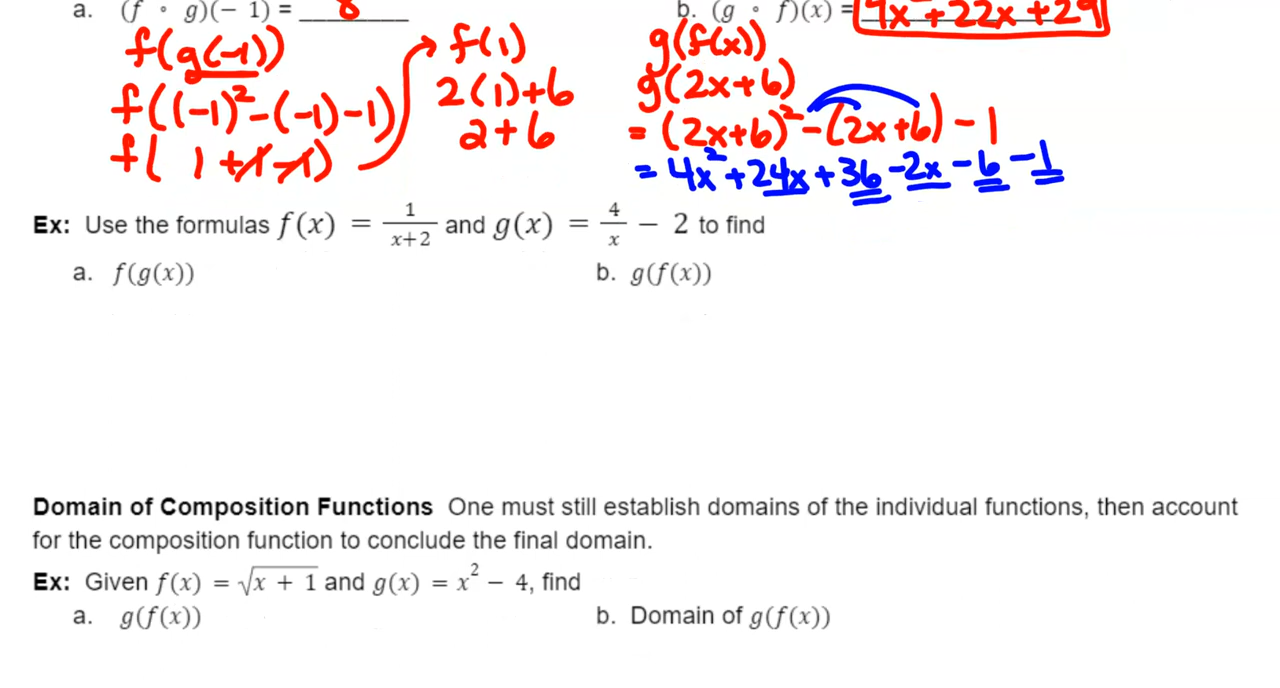 a. (f ∘ g)(− 1) = 8 b. (g ∘ f)(x) = 4x² + 22x + 29
f(g(-1)) f(1) g(f(x))
f((-1)²-(-1)-1) 2(1)+6 g(2x+6)
f( 1 +1 -1) 2+6 = (2x+6)² - (2x+6) - 1
= 4x² + 24x + 36 - 2x - 6 - 1
Ex: Use the formulas f(x) = 1/(x+2) and g(x) = 4/x − 2 to find
a. f(g(x)) b. g(f(x))
Domain of Composition Functions One must still establish domains of the individual functions, then account
for the composition function to conclude the final domain.
Ex: Given f(x) = √(x + 1) and g(x) = x² − 4, find
a. g(f(x)) b. Domain of g(f(x))